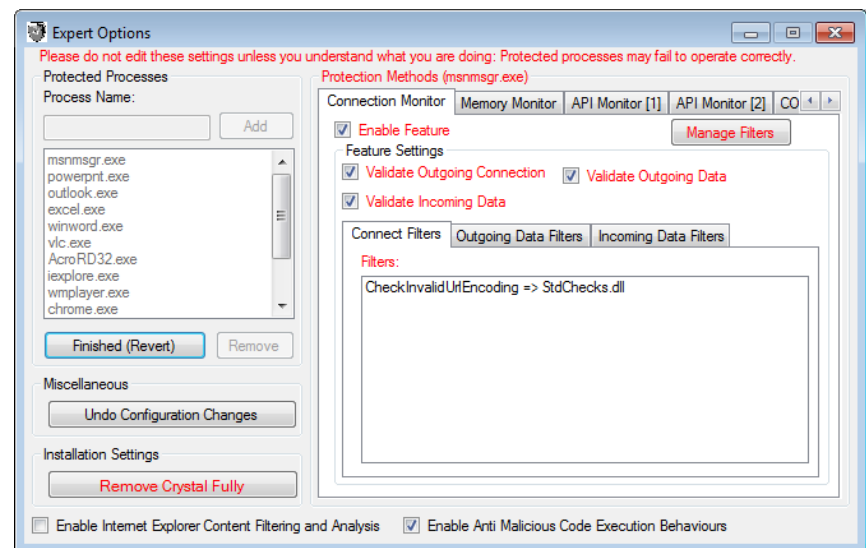 Expert Options
Please do not edit these settings unless you understand what you are doing: Protected processes may fail to operate correctly.
Protected Processes
Process Name:
Add
msnmsgr.exe
powerpnt.exe
outlook.exe
excel.exe
winword.exe
vlc.exe
AcroRD32.exe
iexplore.exe
wmplayer.exe
chrome.exe
Finished (Revert)
Remove
Miscellaneous
Undo Configuration Changes
Installation Settings
Remove Crystal Fully
Protection Methods (msnmsgr.exe)
Connection Monitor Memory Monitor API Monitor [1] API Monitor [2] CO
Enable Feature
Manage Filters
Feature Settings
Validate Outgoing Connection Validate Outgoing Data
Validate Incoming Data
Connect Filters Outgoing Data Filters Incoming Data Filters
Filters:
CheckInvalidUrlEncoding => StdChecks.dll
Enable Internet Explorer Content Filtering and Analysis Enable Anti Malicious Code Execution Behaviours